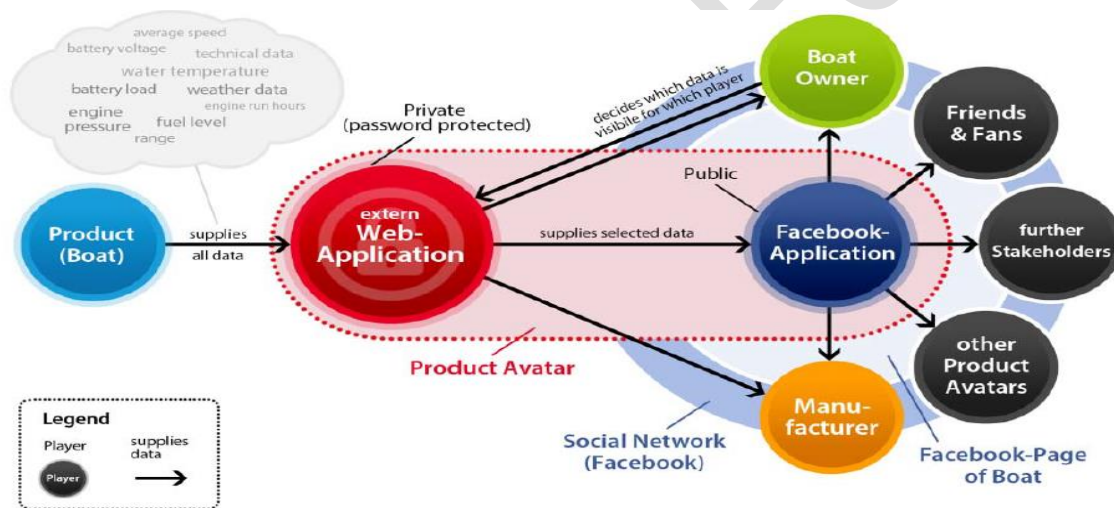 average speed
battery voltage
technical data
water temperature
battery load
weather data
engine
pressure
engine run hours
fuel level
range
Product
(Boat)
supplies
all data
Private
(password protected)
extern
Web-
Application
decides which data is
visibile for which player
supplies selected data
Public
Facebook-
Application
Boat
Owner
Friends
& Fans
further
Stakeholders
other
Product
Avatars
Manu-
facturer
Product Avatar
Social Network
(Facebook)
Facebook-Page
of Boat
Legend
Player
Player
supplies
data